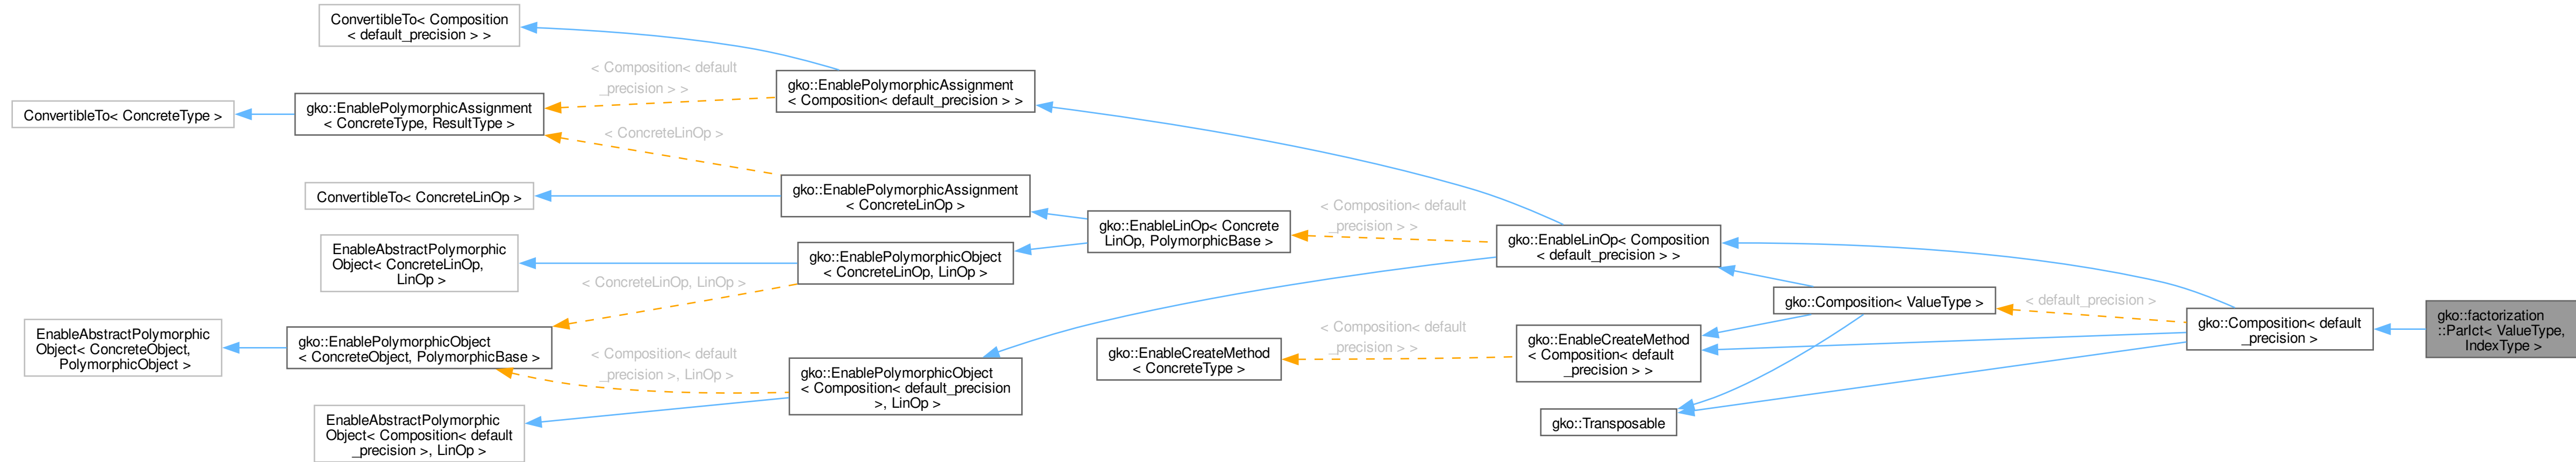 ConvertibleTo< Composition
< default_precision > >
ConvertibleTo< ConcreteType >
gko::EnablePolymorphicAssignment
< ConcreteType, ResultType >
< Composition< default
_precision > >
gko::EnablePolymorphicAssignment
< Composition< default_precision > >
< ConcreteLinOp >
ConvertibleTo< ConcreteLinOp >
gko::EnablePolymorphicAssignment
< ConcreteLinOp >
EnableAbstractPolymorphic
Object< ConcreteLinOp,
LinOp >
gko::EnablePolymorphicObject
< ConcreteLinOp, LinOp >
gko::EnableLinOp< Concrete
LinOp, PolymorphicBase >
< Composition< default
_precision > >
gko::EnableLinOp< Composition
< default_precision > >
< ConcreteLinOp, LinOp >
EnableAbstractPolymorphic
Object< ConcreteObject,
PolymorphicObject >
gko::EnablePolymorphicObject
< ConcreteObject, PolymorphicBase >
< Composition< default
_precision >, LinOp >
gko::EnablePolymorphicObject
< Composition< default_precision
>, LinOp >
EnableAbstractPolymorphic
Object< Composition< default
_precision >, LinOp >
gko::EnableCreateMethod
< ConcreteType >
< Composition< default
_precision > >
gko::EnableCreateMethod
< Composition< default
_precision > >
gko::Transposable
gko::Composition< ValueType >
< default_precision >
gko::Composition< default
_precision >
gko::factorization
::ParIct< ValueType,
IndexType >